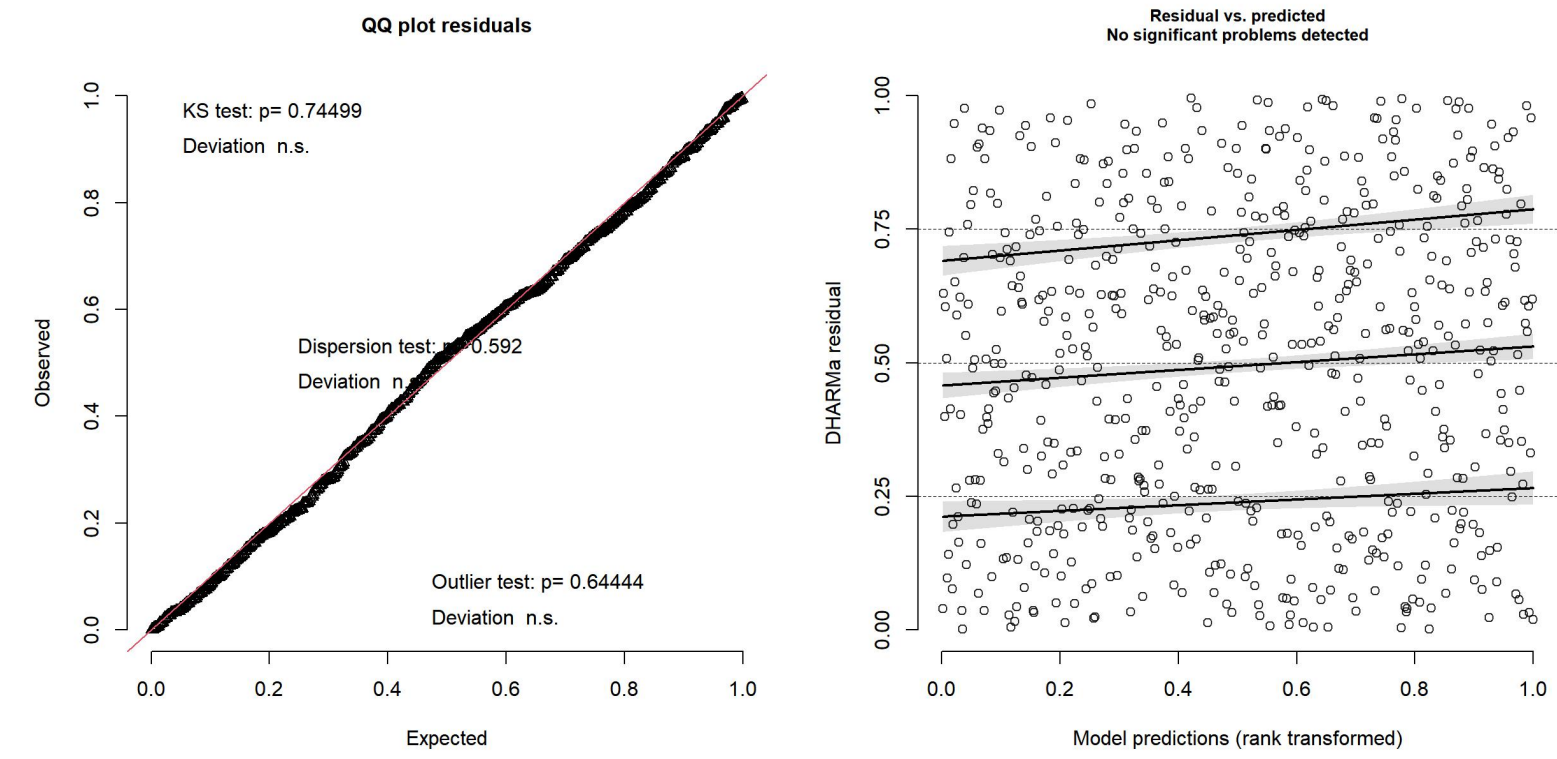 QQ plot residuals
KS test: p= 0.74499
Deviation  n.s.
Dispersion test: p= 0.592
Deviation  n.s.
Outlier test: p= 0.64444
Deviation  n.s.
Observed
0.0
0.2
0.4
0.6
0.8
1.0
0.0
0.2
0.4
0.6
0.8
1.0
Expected
Residual vs. predicted
No significant problems detected
DHARMa residual
0.00
0.25
0.50
0.75
1.00
0.0
0.2
0.4
0.6
0.8
1.0
Model predictions (rank transformed)